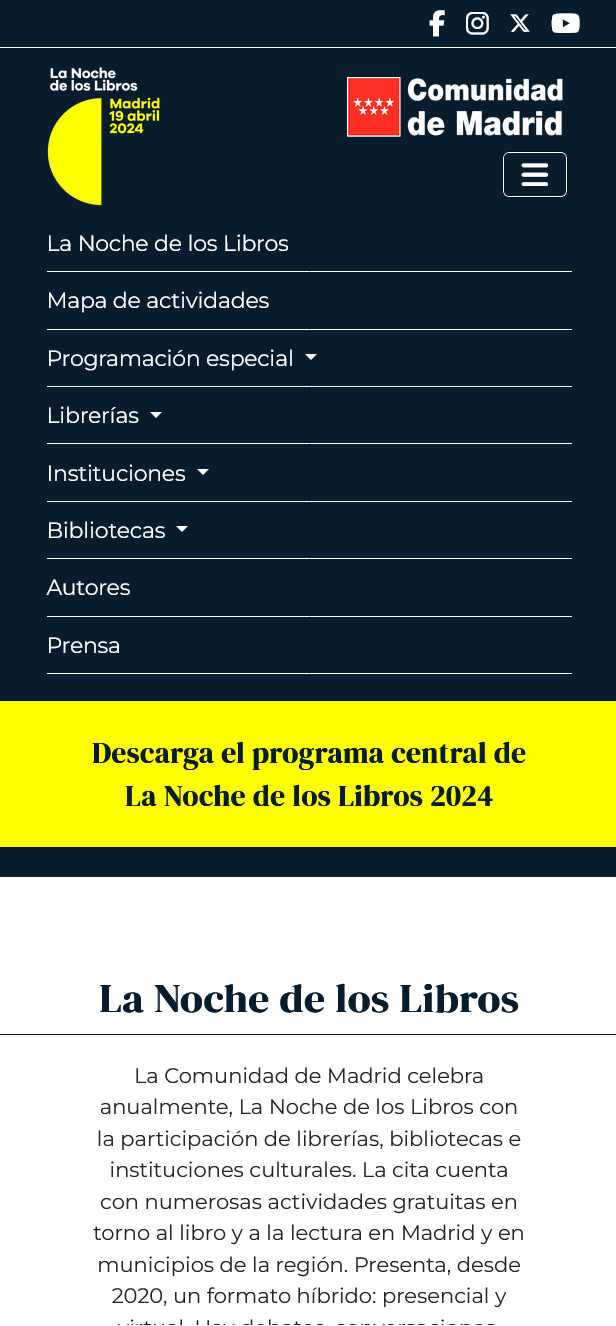 La Noche
de los Libros
Madrid
19 abril
2024
Comunidad
de Madrid
La Noche de los Libros
Mapa de actividades
Programación especial
Librerías
Instituciones
Bibliotecas
Autores
Prensa
Descarga el programa central de
La Noche de los Libros 2024
La Noche de los Libros
La Comunidad de Madrid celebra
anualmente, La Noche de los Libros con
la participación de librerías, bibliotecas e
instituciones culturales. La cita cuenta
con numerosas actividades gratuitas en
torno al libro y a la lectura en Madrid y en
municipios de la región. Presenta, desde
2020, un formato híbrido: presencial y
virtual. Hay debates, conversaciones,